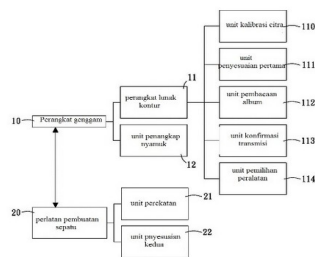 unit kalibrasi citra
110
unit
penyesuaian pertama
111
perangkat lunak
kontur
11
unit pembacaan
album
112
10
Perangkat genggam
unit penangkap
nyamuk
12
unit konfirmasi
transmisi
113
unit pemilihan
peralatan
114
20
perlatan pembuatan
sepatu
unit perekatan
21
unit pnyesuaian
kedua
22